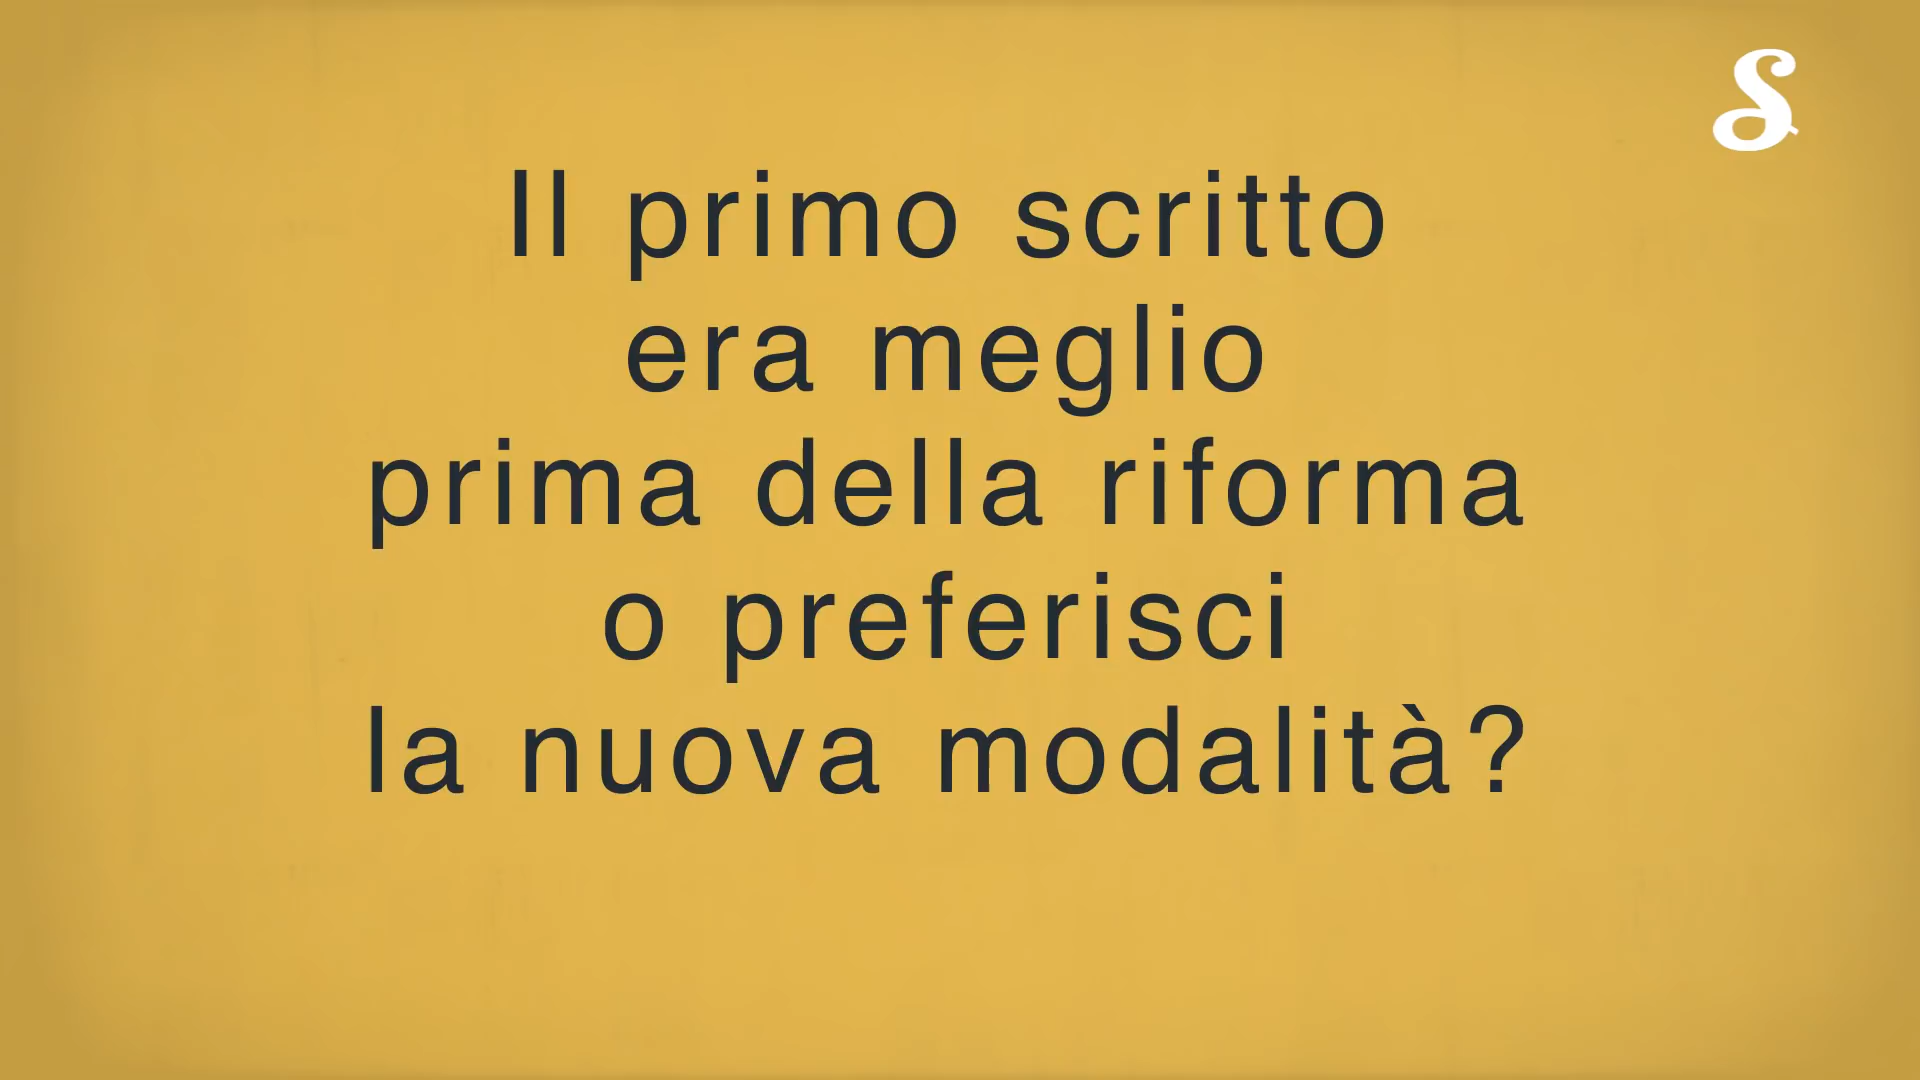 Il primo scritto
era meglio
prima della riforma
o preferisci
la nuova modalità?